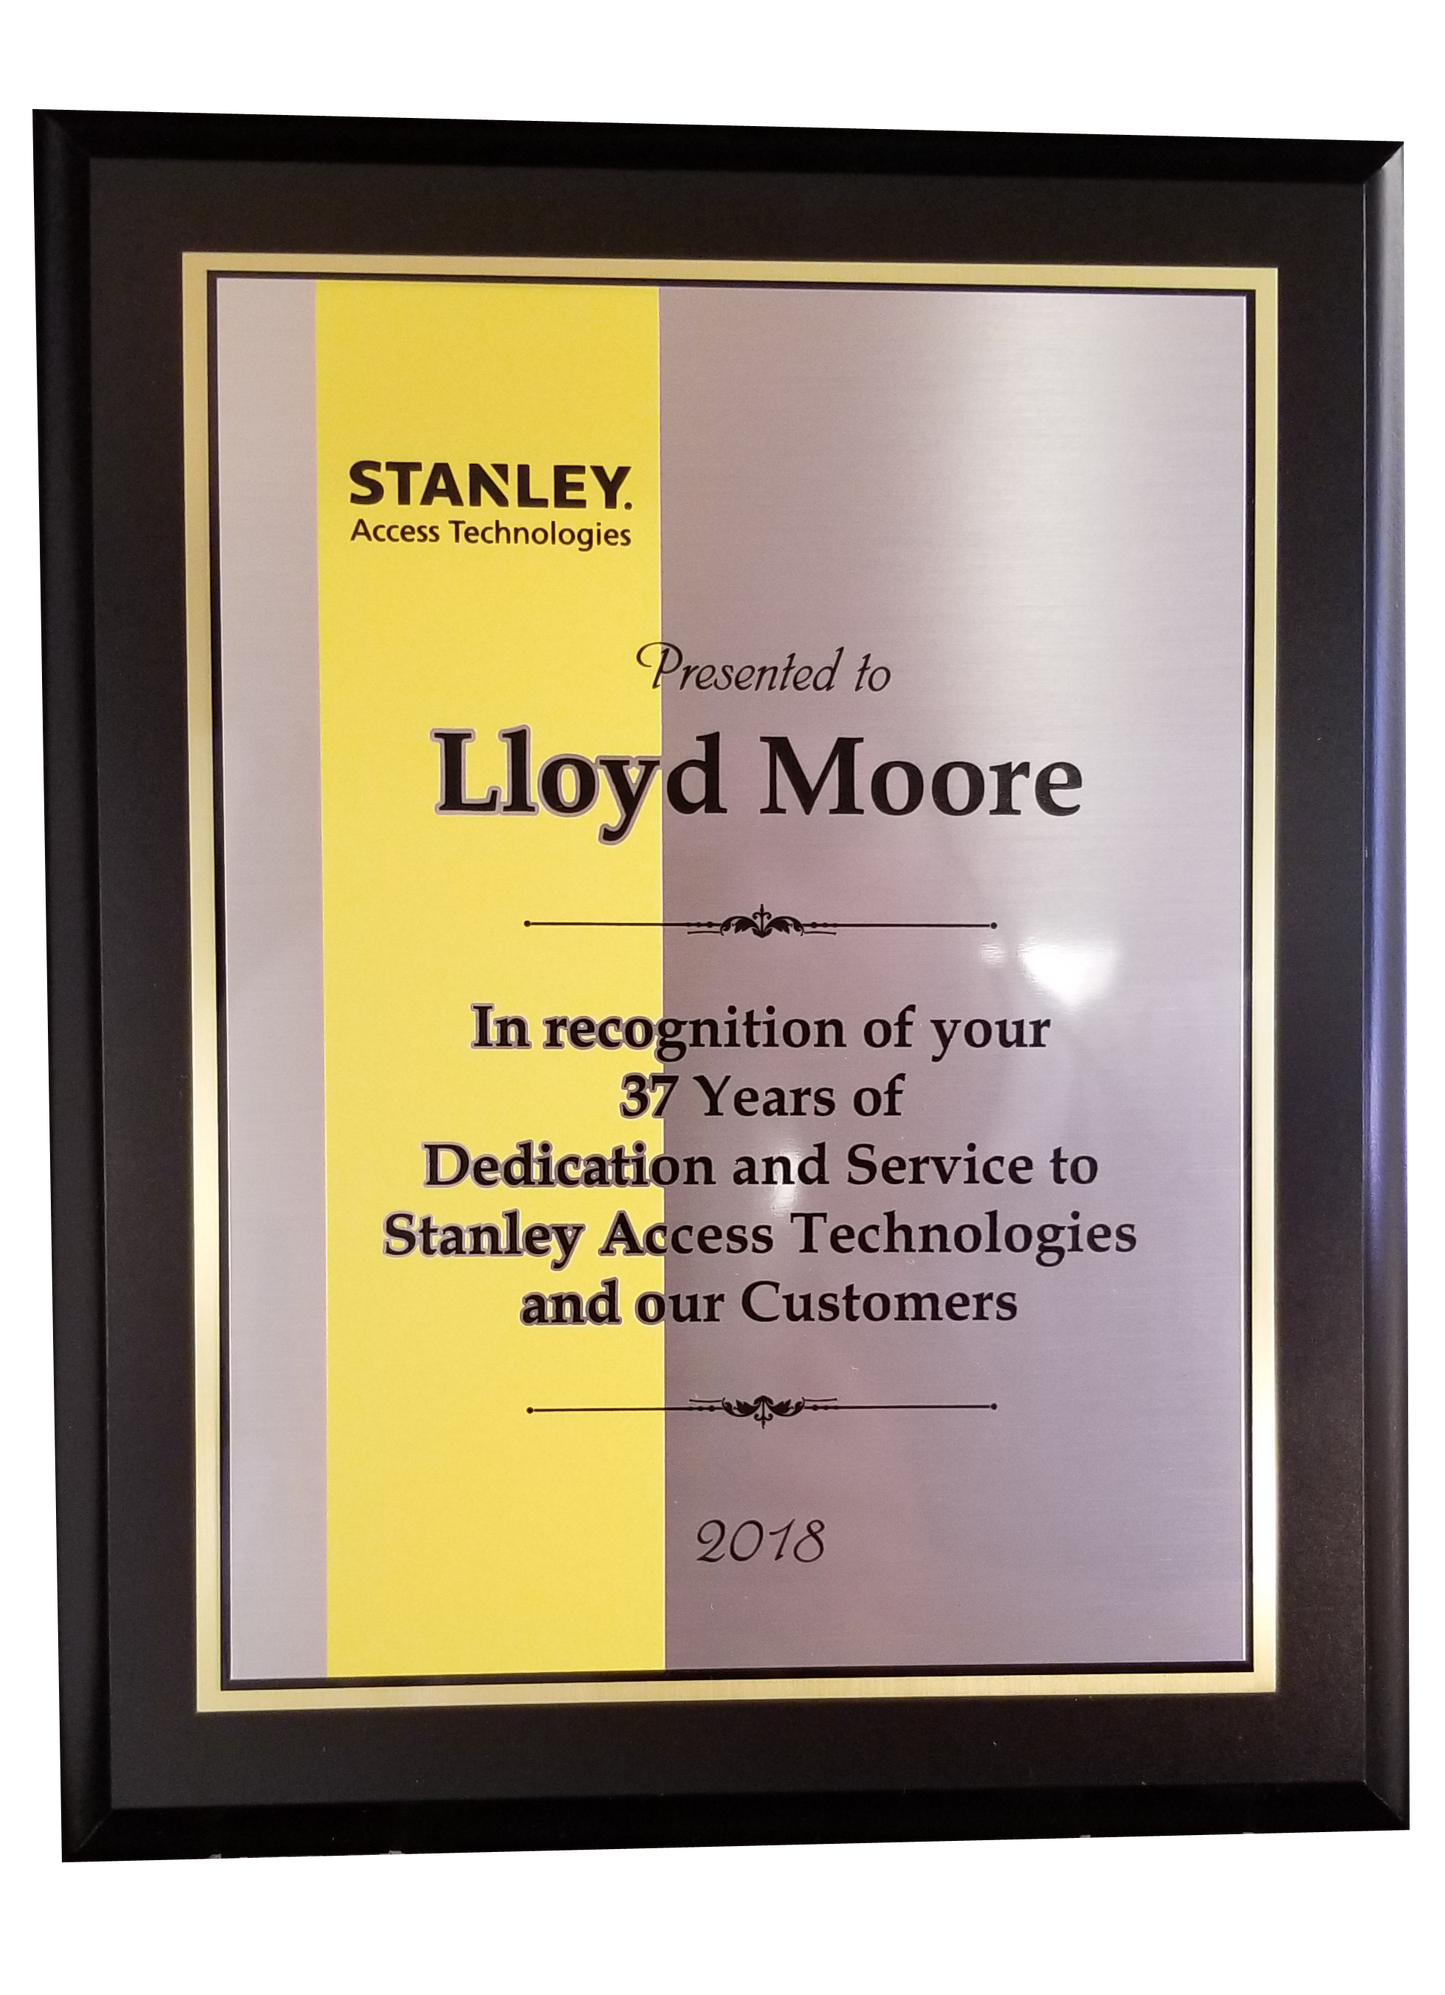 STANLEY.
Access Technologies
Presented to
Lloyd Moore
In recognition of your
37 Years of
Dedication and Service to
Stanley Access Technologies
and our Customers
2018